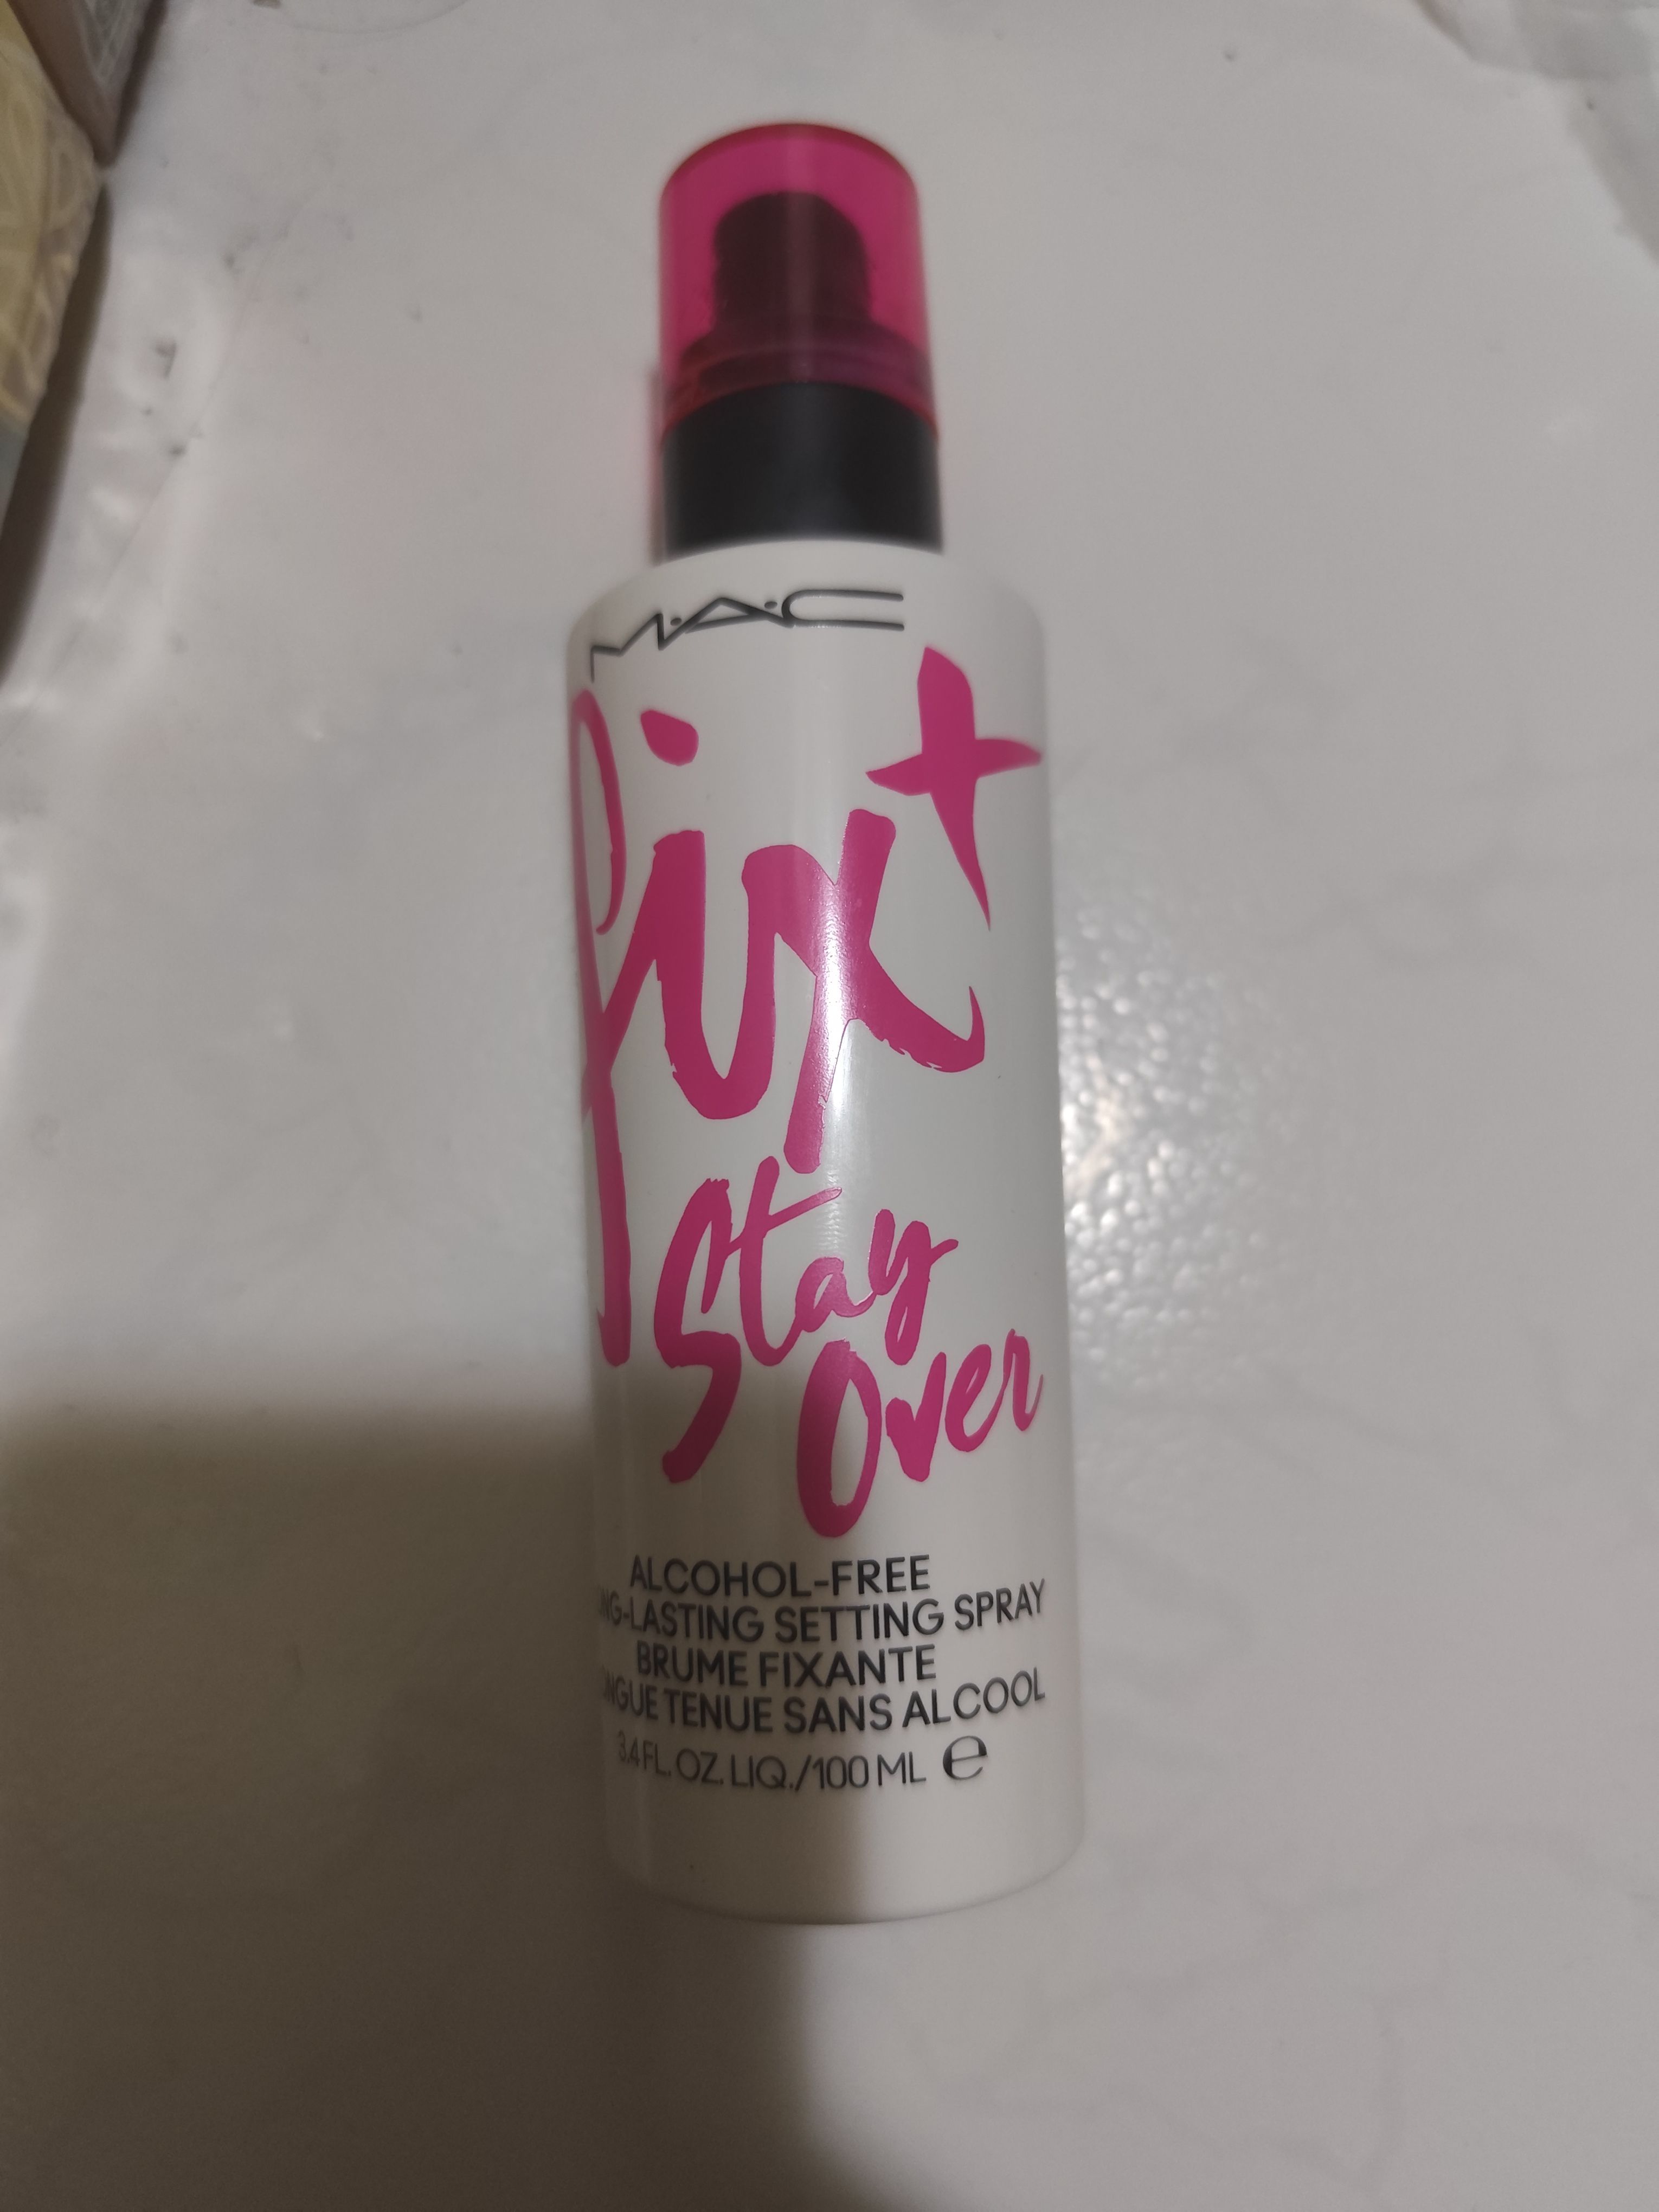 M·A·C
fix+
Stay
Over
ALCOHOL-FREE
SETTING SPRAY
BRUME FIXANTE
TENUE SANS ALCOOL
3.4 FL. OZ. LIQ./100 ML e